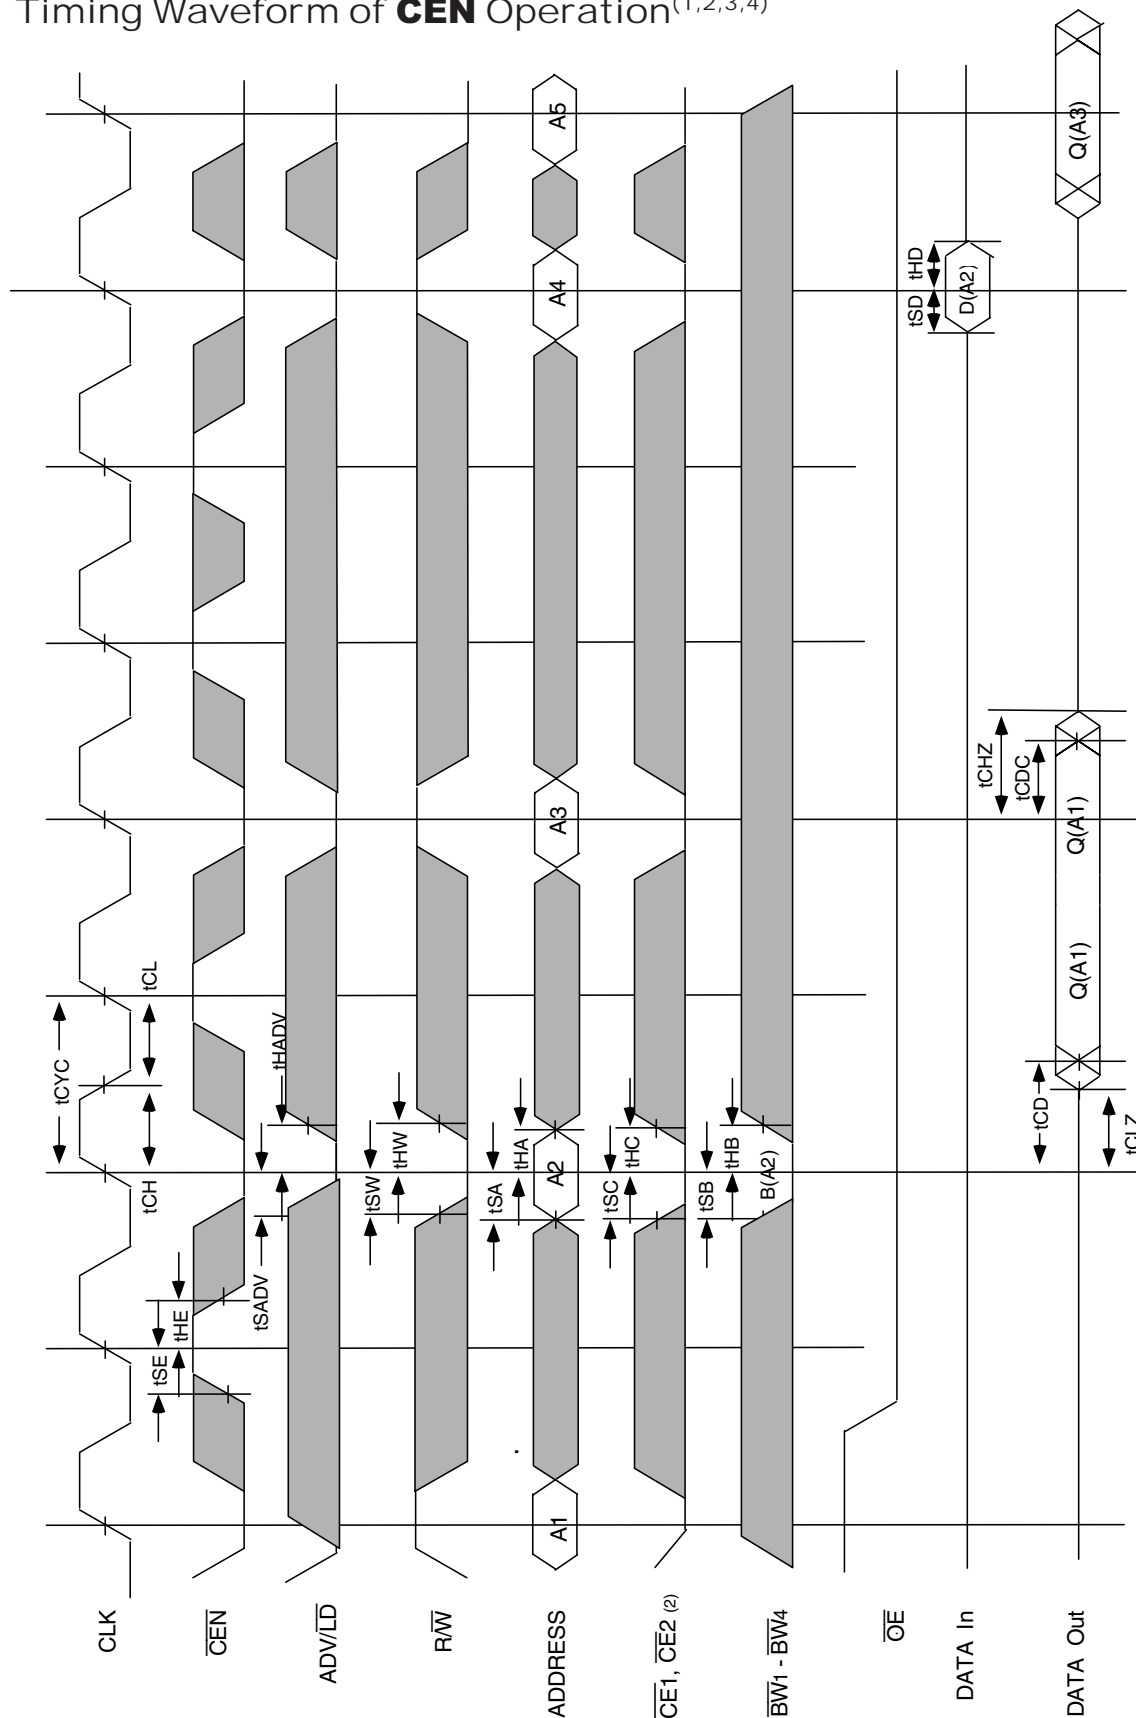 Timing Waveform of CEN Operation(1,2,3,4)
tCYC
tCH
tCL
CLK
tSE
tHE
CEN
tSADV
tHADV
ADV/LD
tSW
tHW
R/W
tSA
tHA
ADDRESS
A1
A2
A3
A4
A5
tSC
tHC
CE1, CE2 (2)
tSB
tHB
B(A2)
BW1 - BW4
OE
tSD
tHD
DATA In
D(A2)
tCD
tCLZ
tCHZ
tCDC
DATA Out
Q(A1)
Q(A1)
Q(A3)